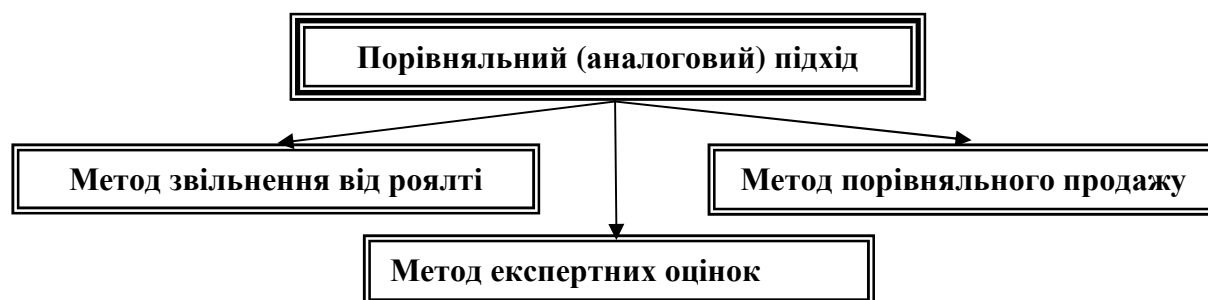 Порівняльний (аналоговий) підхід
Метод звільнення від роялті
Метод порівняльного продажу
Метод експертних оцінок